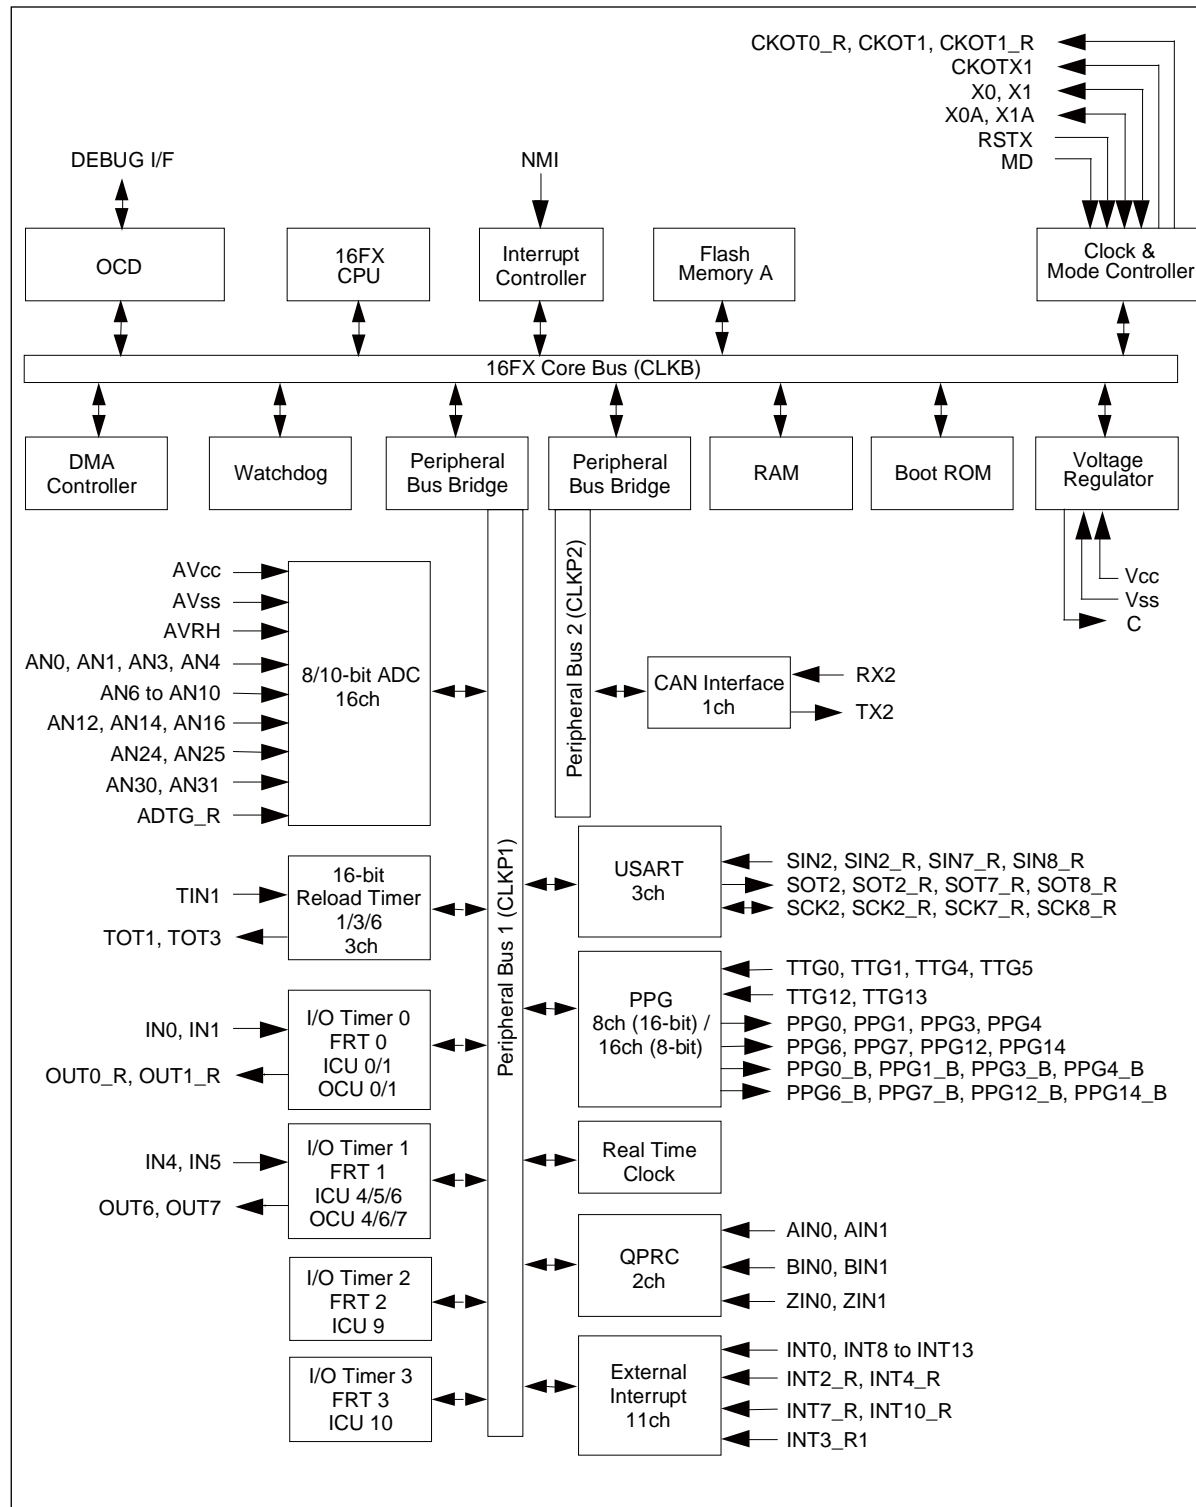 CKOT0_R, CKOT1, CKOT1_R
CKOTX1
X0, X1
X0A, X1A
RSTX
MD
DEBUG I/F
NMI
OCD
16FX
CPU
Interrupt
Controller
Flash
Memory A
Clock &
Mode Controller
16FX Core Bus (CLKB)
DMA
Controller
Watchdog
Peripheral
Bus Bridge
Peripheral
Bus Bridge
RAM
Boot ROM
Voltage
Regulator
Vcc
Vss
C
Peripheral Bus 1 (CLKP1)
Peripheral Bus 2 (CLKP2)
AVcc
AVss
AVRH
AN0, AN1, AN3, AN4
AN6 to AN10
AN12, AN14, AN16
AN24, AN25
AN30, AN31
ADTG_R
8/10-bit ADC
16ch
CAN Interface
1ch
RX2
TX2
TIN1
TOT1, TOT3
16-bit
Reload Timer
1/3/6
3ch
USART
3ch
SIN2, SIN2_R, SIN7_R, SIN8_R
SOT2, SOT2_R, SOT7_R, SOT8_R
SCK2, SCK2_R, SCK7_R, SCK8_R
IN0, IN1
OUT0_R, OUT1_R
I/O Timer 0
FRT 0
ICU 0/1
OCU 0/1
PPG
8ch (16-bit) /
16ch (8-bit)
TTG0, TTG1, TTG4, TTG5
TTG12, TTG13
PPG0, PPG1, PPG3, PPG4
PPG6, PPG7, PPG12, PPG14
PPG0_B, PPG1_B, PPG3_B, PPG4_B
PPG6_B, PPG7_B, PPG12_B, PPG14_B
IN4, IN5
OUT6, OUT7
I/O Timer 1
FRT 1
ICU 4/5/6
OCU 4/6/7
Real Time
Clock
I/O Timer 2
FRT 2
ICU 9
QPRC
2ch
AIN0, AIN1
BIN0, BIN1
ZIN0, ZIN1
I/O Timer 3
FRT 3
ICU 10
External
Interrupt
11ch
INT0, INT8 to INT13
INT2_R, INT4_R
INT7_R, INT10_R
INT3_R1